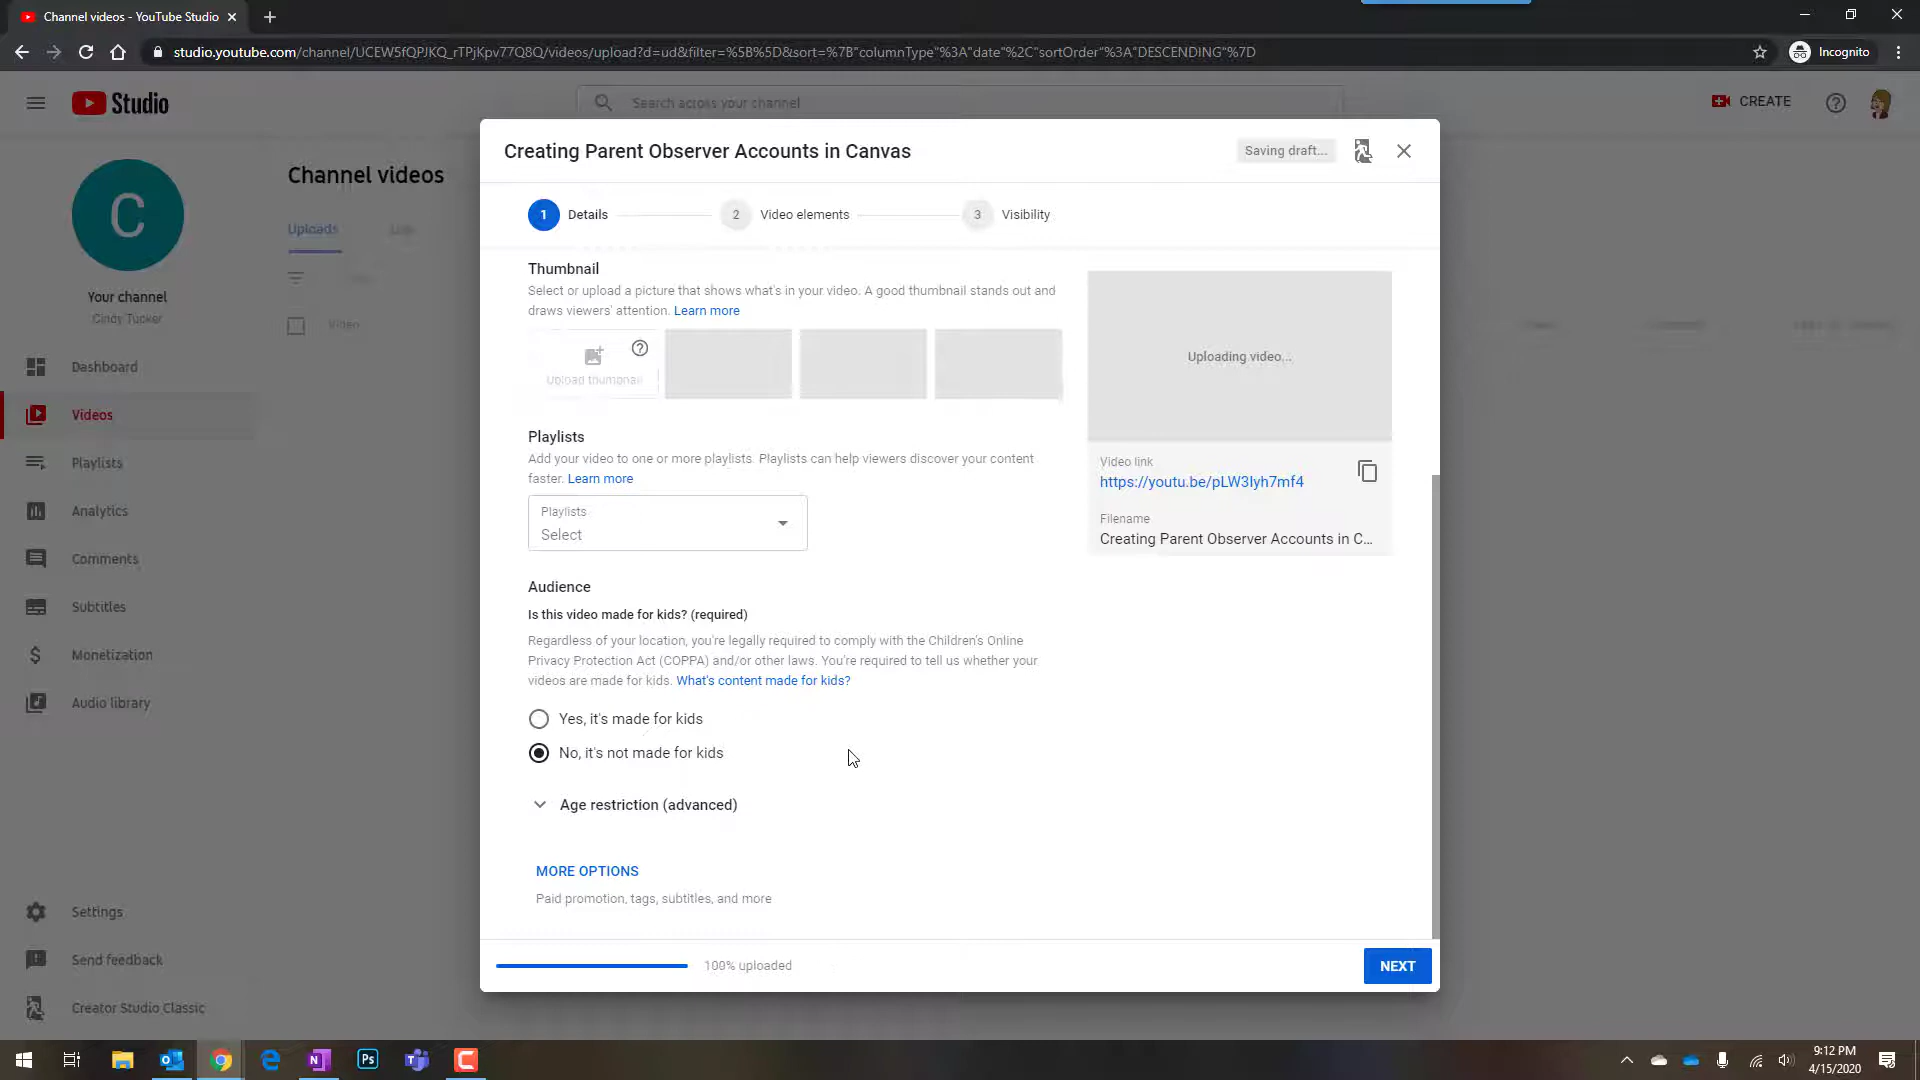 Channel videos - YouTube Studio
studio.youtube.com/channel/UCEW5fQPJKQ_rTPjKpv77Q8Q/videos/upload?d=ud&filter=%5B%5D&sort=%7B"columnType"%3A"date"%2C"sortOrder"%3A"DESCENDING"%7D
Incognito
Studio
Search across your channel
CREATE
Creating Parent Observer Accounts in Canvas
Saving draft...
1 Details
2 Video elements
3 Visibility
C
Your channel
Cindy Tucker
Dashboard
Videos
Playlists
Analytics
Comments
Subtitles
Monetization
Audio library
Settings
Send feedback
Creator Studio Classic
Channel videos
Uploads
Live
Video
Thumbnail
Select or upload a picture that shows what's in your video. A good thumbnail stands out and
draws viewers' attention. Learn more
Upload thumbnail
Playlists
Add your video to one or more playlists. Playlists can help viewers discover your content
faster. Learn more
Playlists
Select
Audience
Is this video made for kids? (required)
Regardless of your location, you're legally required to comply with the Children's Online
Privacy Protection Act (COPPA) and/or other laws. You're required to tell us whether your
videos are made for kids. What's content made for kids?
Yes, it's made for kids
No, it's not made for kids
Age restriction (advanced)
MORE OPTIONS
Paid promotion, tags, subtitles, and more
Uploading video...
Video link
https://youtu.be/pLW3Iyh7mf4
Filename
Creating Parent Observer Accounts in C...
100% uploaded
NEXT
Ps
9:12 PM
4/15/2020